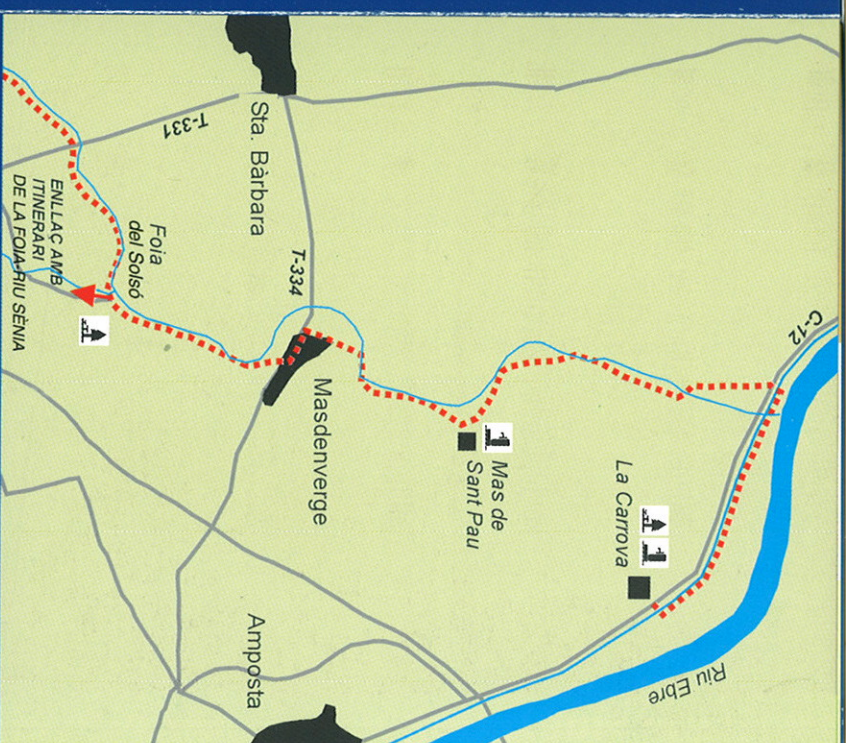 C-12
Sta. Bàrbara
T-331
T-334
Foia
del Solsó
ENLLAÇ AMB
ITINERARI
DE LA FOIA-RIU SÈNIA
Masdenverge
Mas de
Sant Pau
La Carrova
Amposta
Riu Ebre